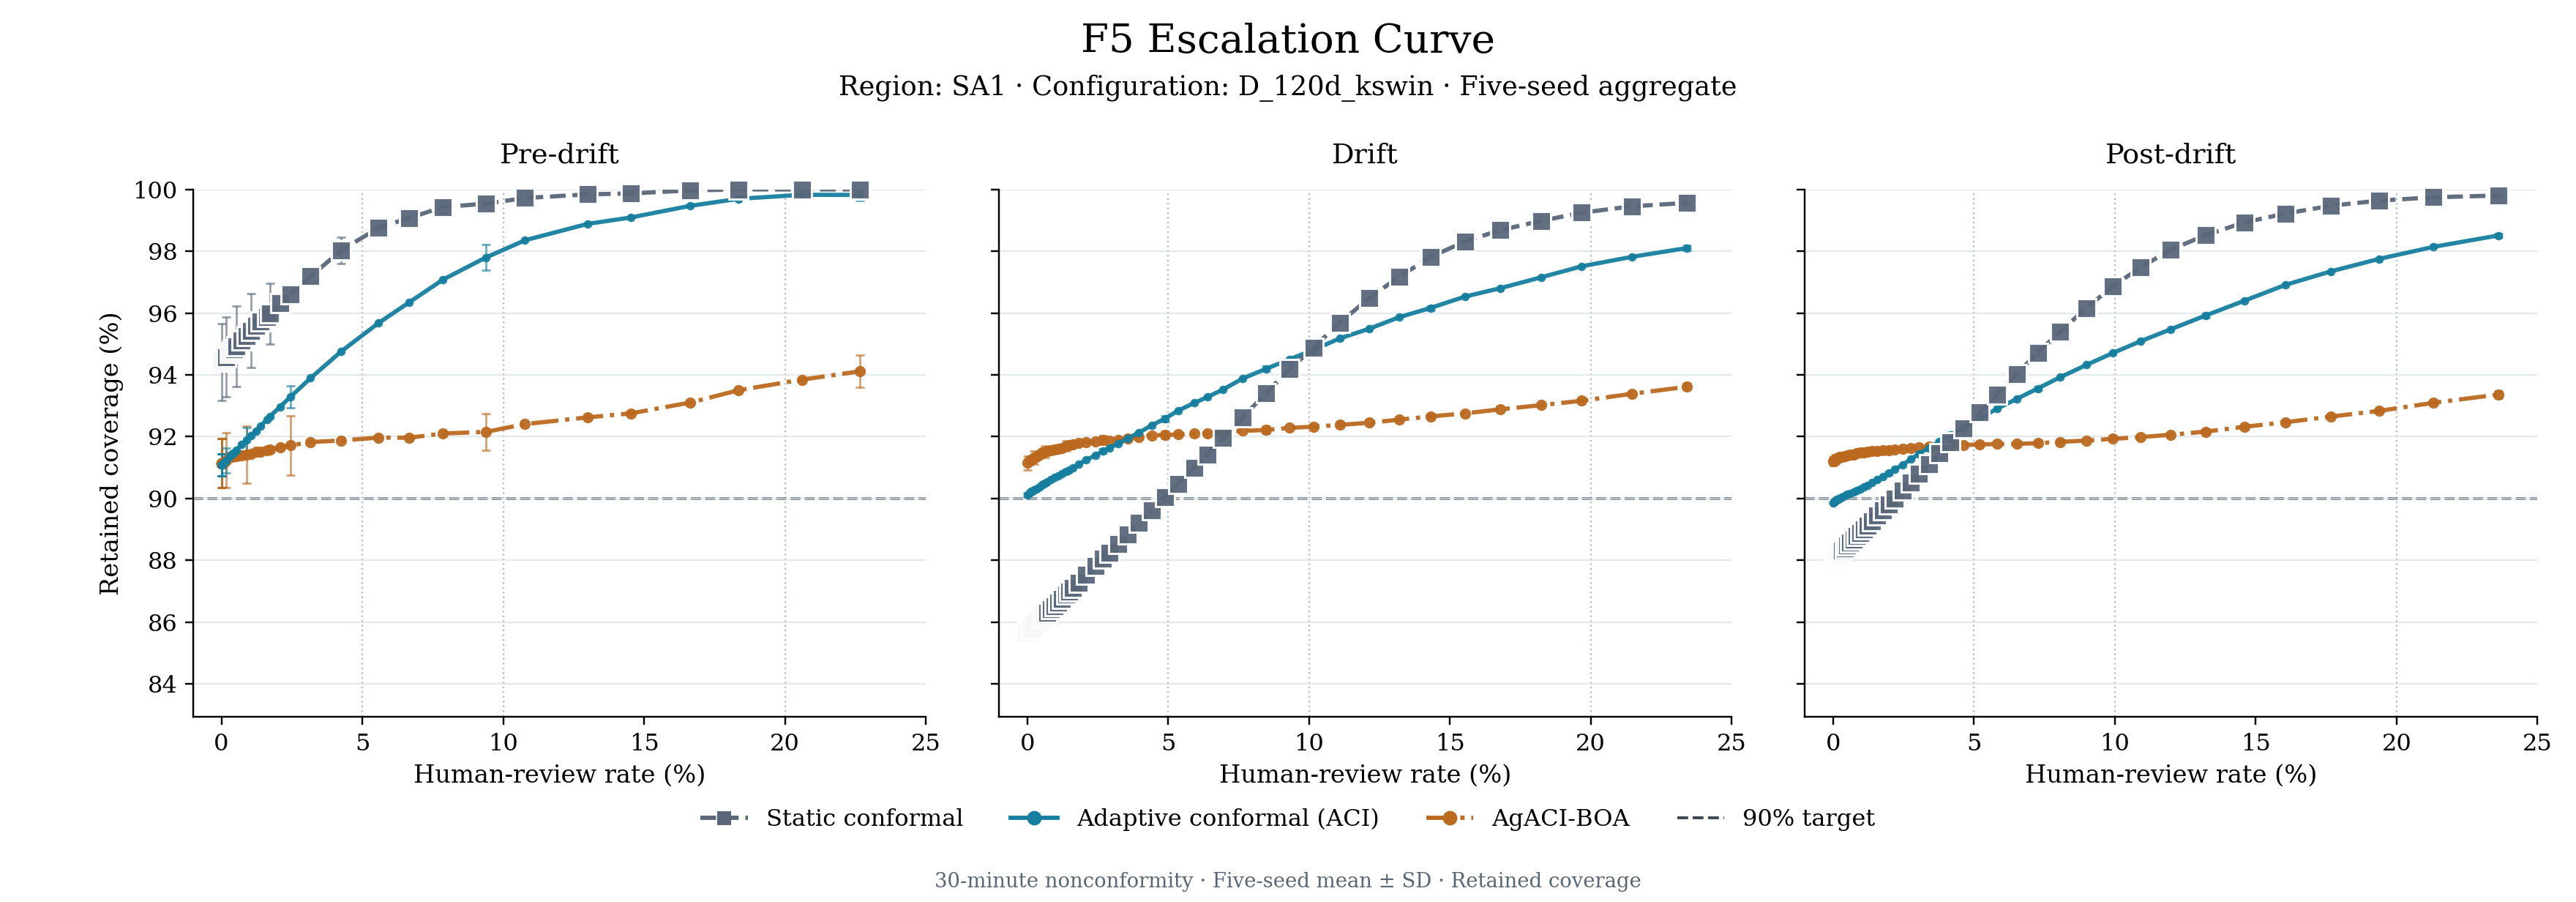 F5 Escalation Curve
Region: SA1 · Configuration: D_120d_kswin · Five-seed aggregate
Pre-drift
Drift
Post-drift
Retained coverage (%)
100
98
96
94
92
90
88
86
84
0 5 10 15 20 25
0 5 10 15 20 25
0 5 10 15 20 25
Human-review rate (%)
Human-review rate (%)
Human-review rate (%)
Static conformal
Adaptive conformal (ACI)
AgACI-BOA
90% target
30-minute nonconformity · Five-seed mean ± SD · Retained coverage